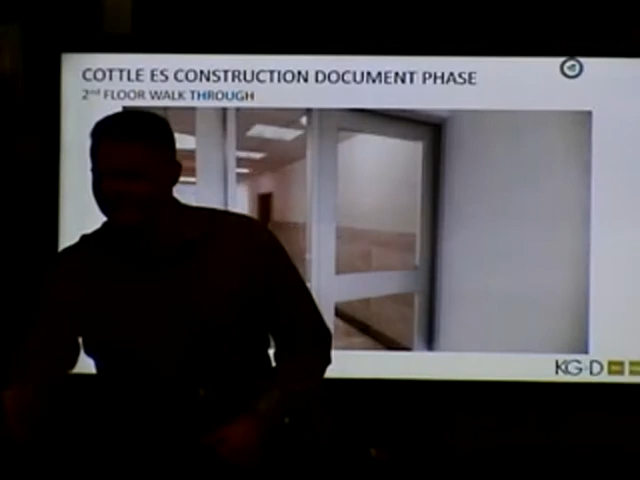 COTTLE ES CONSTRUCTION DOCUMENT PHASE
2nd FLOOR WALK THROUGH
KG+D